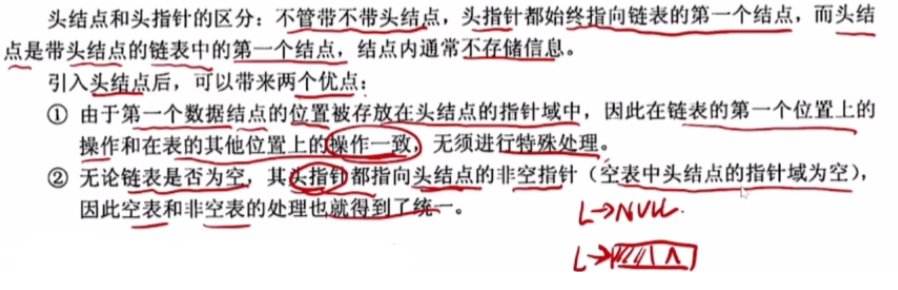 头结点和头指针的区分：不管带不带头结点，头指针都始终指向链表的第一个结点，而头结
点是带头结点的链表中的第一个结点，结点内通常不存储信息。
引入头结点后，可以带来两个优点：
① 由于第一个数据结点的位置被存放在头结点的指针域中，因此在链表的第一个位置上的
操作和在表的其他位置上的操作一致，无须进行特殊处理。
② 无论链表是否为空，其头指针都指向头结点的非空指针（空表中头结点的指针域为空），
因此空表和非空表的处理也就得到了统一。
L→NULL.
L→ ∧